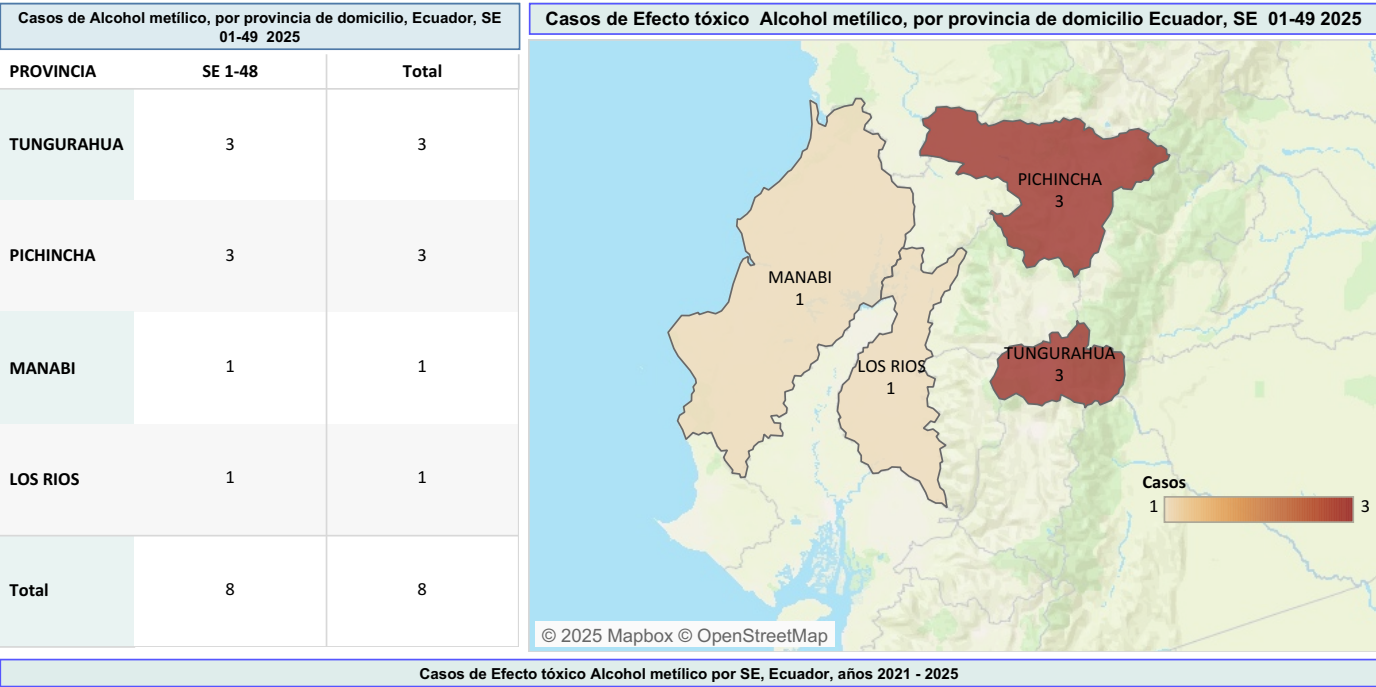 Casos de Alcohol metílico, por provincia de domicilio, Ecuador, SE
01-49 2025
PROVINCIA SE 1-48 Total
TUNGURAHUA 3 3
PICHINCHA 3 3
MANABI 1 1
LOS RIOS 1 1
Total 8 8
Casos de Efecto tóxico Alcohol metílico, por provincia de domicilio Ecuador, SE 01-49 2025
PICHINCHA
3
MANABI
1
TUNGURAHUA
3
LOS RIOS
1
Casos
1 3
© 2025 Mapbox © OpenStreetMap
Casos de Efecto tóxico Alcohol metílico por SE, Ecuador, años 2021 - 2025